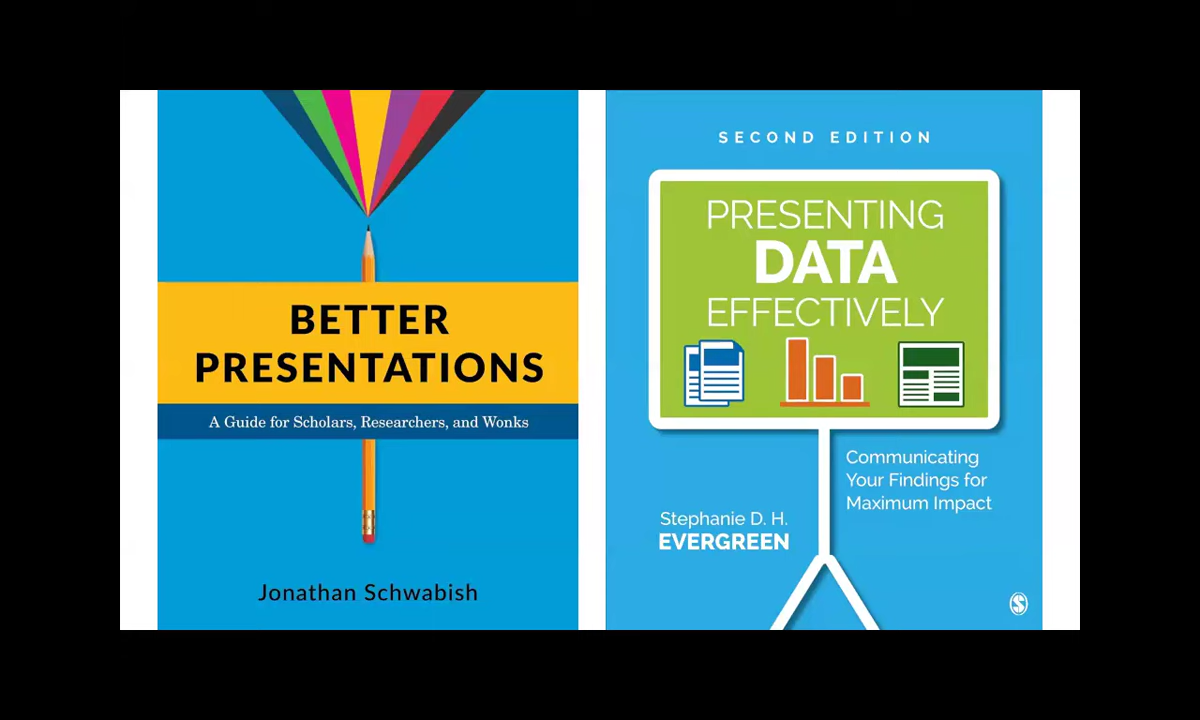 BETTER
PRESENTATIONS
A Guide for Scholars, Researchers, and Wonks
Jonathan Schwabish
SECOND EDITION
PRESENTING
DATA
EFFECTIVELY
Communicating
Your Findings for
Maximum Impact
Stephanie D. H.
EVERGREEN